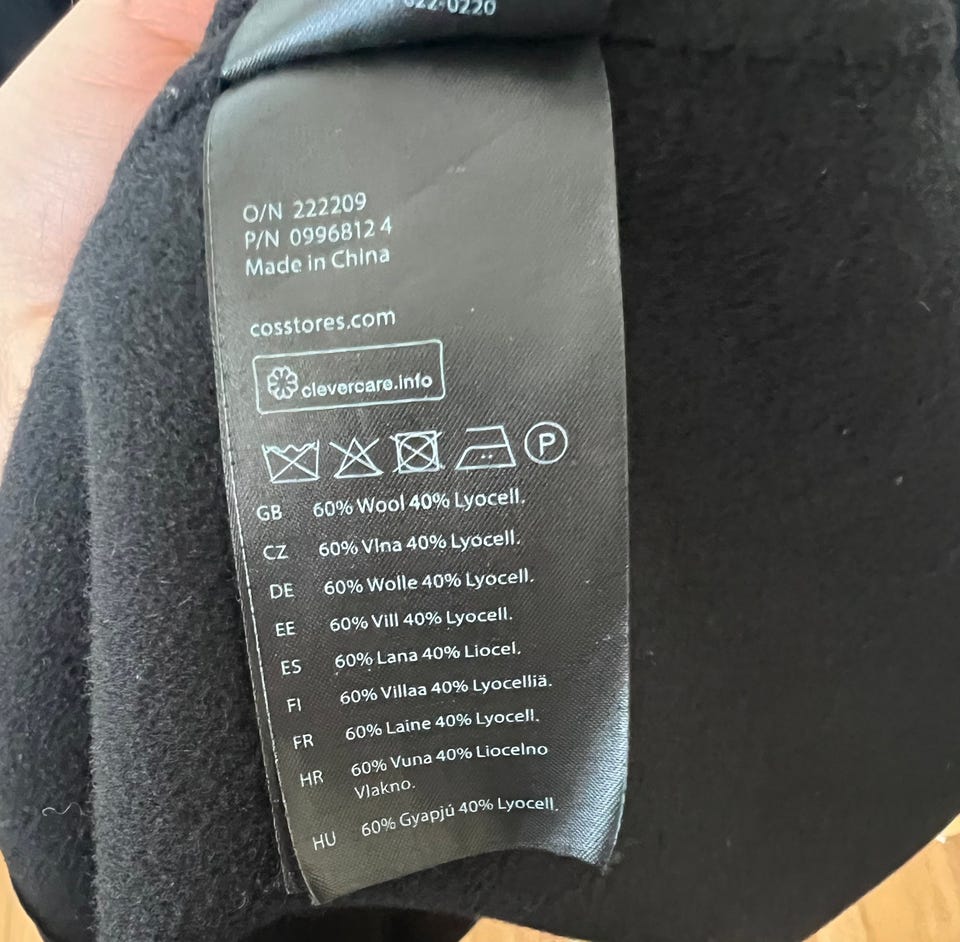 622-0220
O/N 222209
P/N 0996812 4
Made in China
cosstores.com
clevercare.info
P
GB 60% Wool 40% Lyocell.
CZ 60% Vlna 40% Lyocell.
DE 60% Wolle 40% Lyocell.
EE 60% Vill 40% Lyocell.
ES 60% Lana 40% Liocel.
FI 60% Villaa 40% Lyocelliä.
FR 60% Laine 40% Lyocell.
HR 60% Vuna 40% Liocelno
Vlakno.
HU 60% Gyapjú 40% Lyocell.